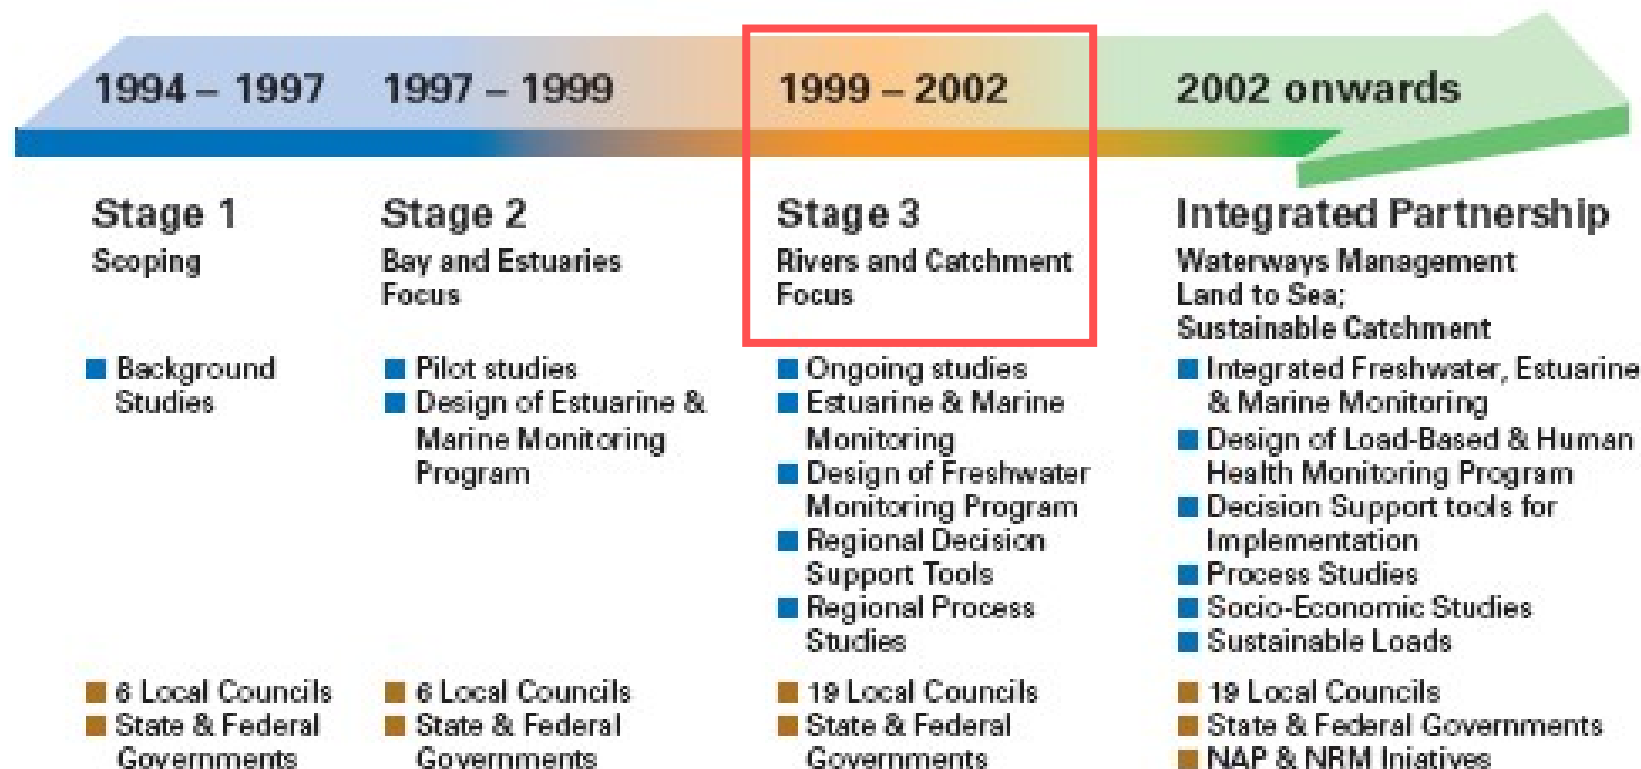 1994 – 1997
1997 – 1999
1999 – 2002
2002 onwards
Stage 1
Scoping
Background
Studies
6 Local Councils
State & Federal
Governments
Stage 2
Bay and Estuaries
Focus
Pilot studies
Design of Estuarine &
Marine Monitoring
Program
6 Local Councils
State & Federal
Governments
Stage 3
Rivers and Catchment
Focus
Ongoing studies
Estuarine & Marine
Monitoring
Design of Freshwater
Monitoring Program
Regional Decision
Support Tools
Regional Process
Studies
19 Local Councils
State & Federal
Governments
Integrated Partnership
Waterways Management
Land to Sea;
Sustainable Catchment
Integrated Freshwater, Estuarine
& Marine Monitoring
Design of Load-Based & Human
Health Monitoring Program
Decision Support tools for
Implementation
Process Studies
Socio-Economic Studies
Sustainable Loads
19 Local Councils
State & Federal Governments
NAP & NRM Iniatives